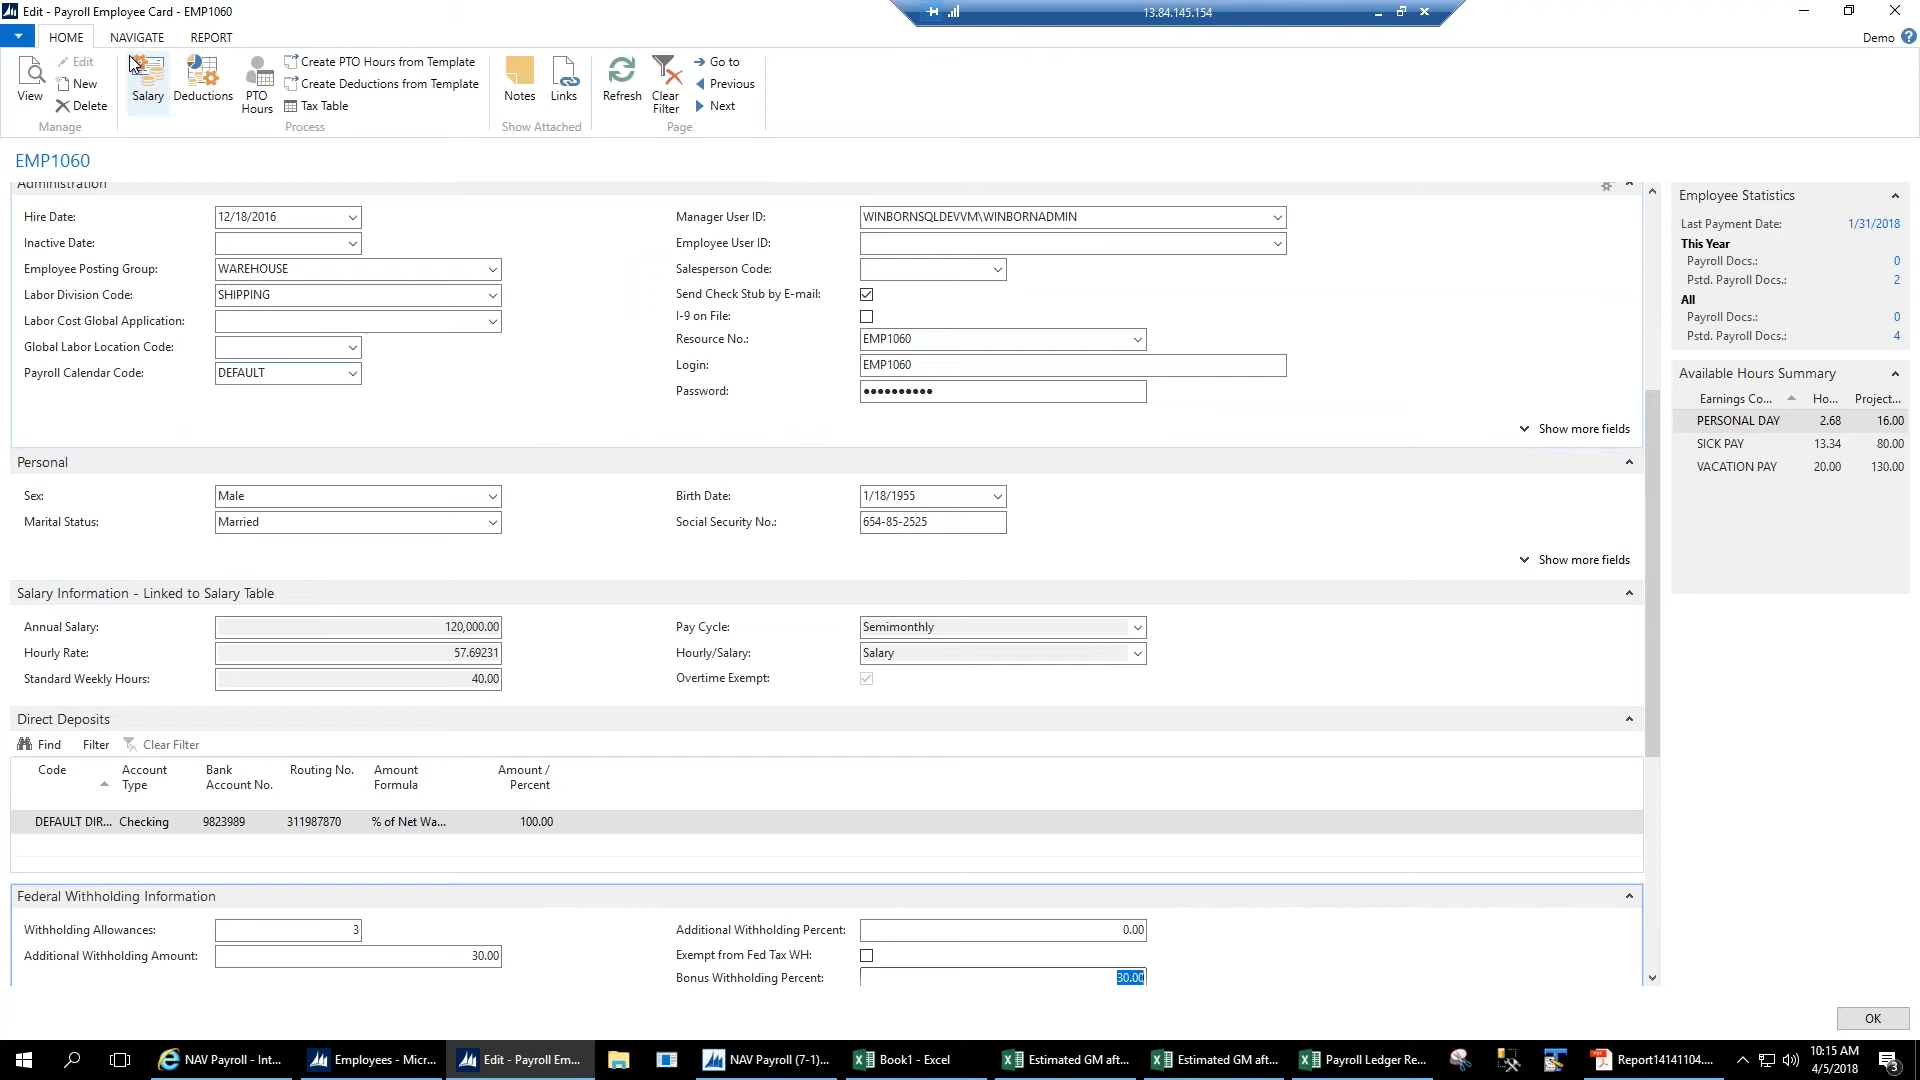 Edit - Payroll Employee Card - EMP1060
13.84.145.154
HOME NAVIGATE REPORT
Demo
View
Edit
New
Delete
Manage
Salary
Deductions
PTO Hours
Create PTO Hours from Template
Create Deductions from Template
Tax Table
Process
Notes
Links
Show Attached
Refresh
Clear Filter
Go to
Previous
Next
Page
EMP1060
Administration
Hire Date: 12/18/2016
Inactive Date:
Employee Posting Group: WAREHOUSE
Labor Division Code: SHIPPING
Labor Cost Global Application:
Global Labor Location Code:
Payroll Calendar Code: DEFAULT
Manager User ID: WINBORNSQLDEVVM\WINBORNADMIN
Employee User ID:
Salesperson Code:
Send Check Stub by E-mail:
I-9 on File:
Resource No.: EMP1060
Login: EMP1060
Password: ●●●●●●●●●●
Show more fields
Personal
Sex: Male
Marital Status: Married
Birth Date: 1/18/1955
Social Security No.: 654-85-2525
Show more fields
Salary Information - Linked to Salary Table
Annual Salary: 120,000.00
Hourly Rate: 57.69231
Standard Weekly Hours: 40.00
Pay Cycle: Semimonthly
Hourly/Salary: Salary
Overtime Exempt:
Direct Deposits
Find Filter Clear Filter
Code Account Type Bank Account No. Routing No. Amount Formula Amount / Percent
DEFAULT DIR... Checking 9823989 311987870 % of Net Wa... 100.00
Federal Withholding Information
Withholding Allowances: 3
Additional Withholding Amount: 30.00
Additional Withholding Percent: 0.00
Exempt from Fed Tax WH:
Bonus Withholding Percent: 30.00
Employee Statistics
Last Payment Date: 1/31/2018
This Year
Payroll Docs.: 0
Pstd. Payroll Docs.: 2
All
Payroll Docs.: 0
Pstd. Payroll Docs.: 4
Available Hours Summary
Earnings Co... Ho... Project...
PERSONAL DAY 2.68 16.00
SICK PAY 13.34 80.00
VACATION PAY 20.00 130.00
OK
NAV Payroll - Int...
Employees - Micr...
Edit - Payroll Em...
NAV Payroll (7-1)...
Book1 - Excel
Estimated GM aft...
Estimated GM aft...
Payroll Ledger Re...
Report14141104....
10:15 AM
4/5/2018
3